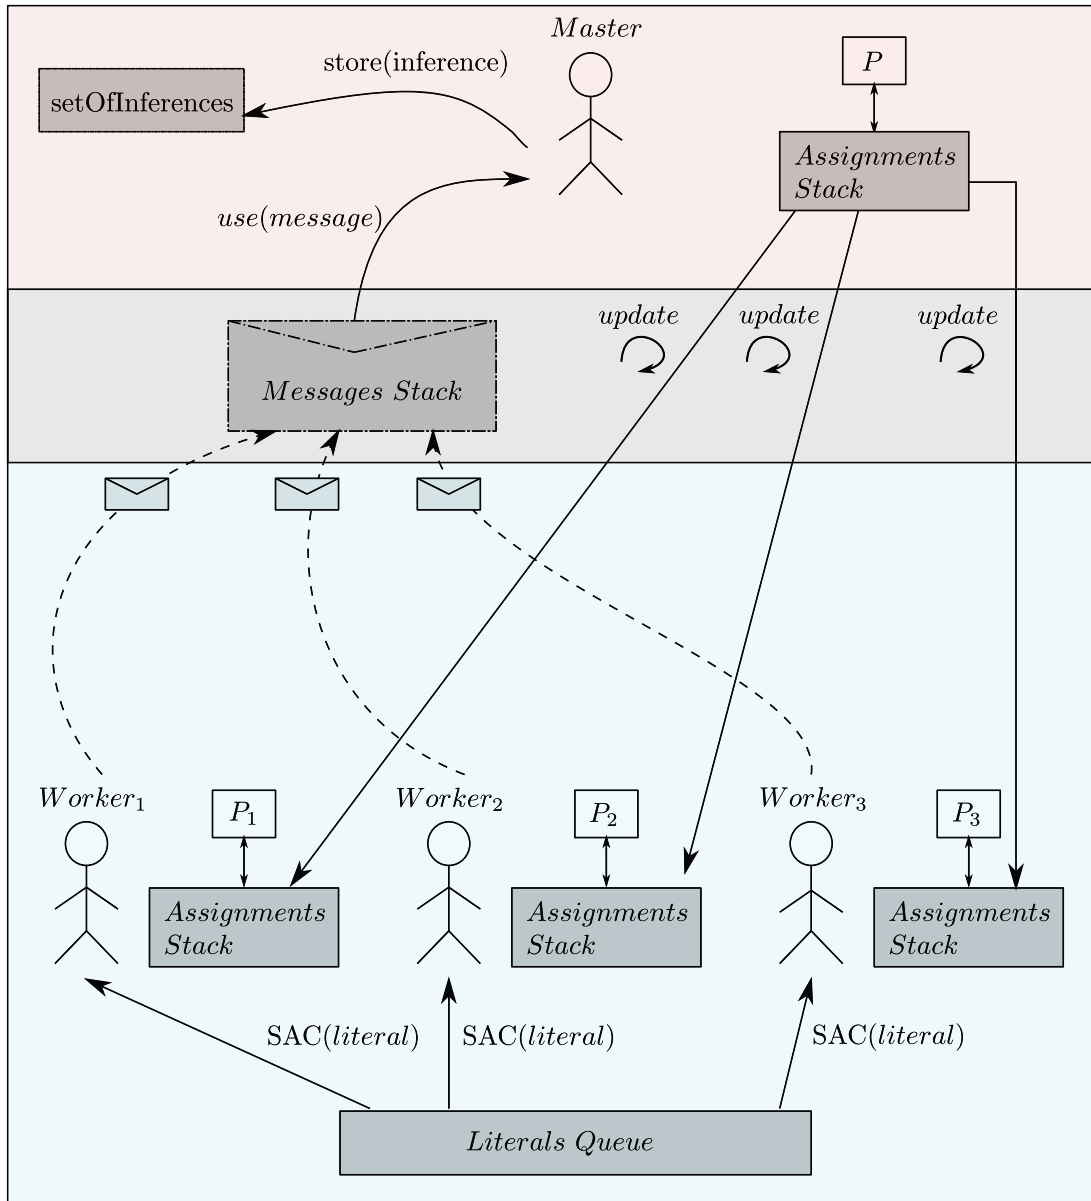 Master
store(inference)
P
setOfInferences
Assignments
Stack
use(message)
update
update
update
Messages Stack
Worker₁
P₁
Worker₂
P₂
Worker₃
P₃
Assignments
Stack
Assignments
Stack
Assignments
Stack
SAC(literal)
SAC(literal)
SAC(literal)
Literals Queue